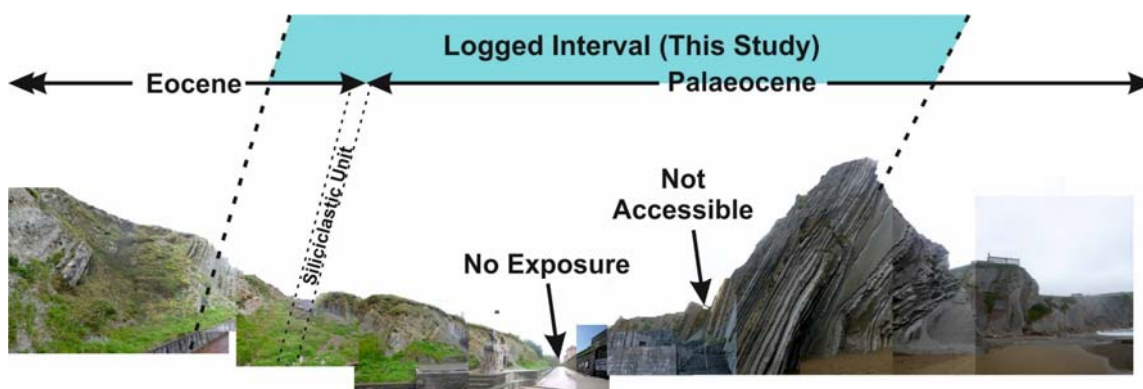 Logged Interval (This Study)
Eocene
Palaeocene
Siliciclastic Unit
Not
Accessible
No Exposure